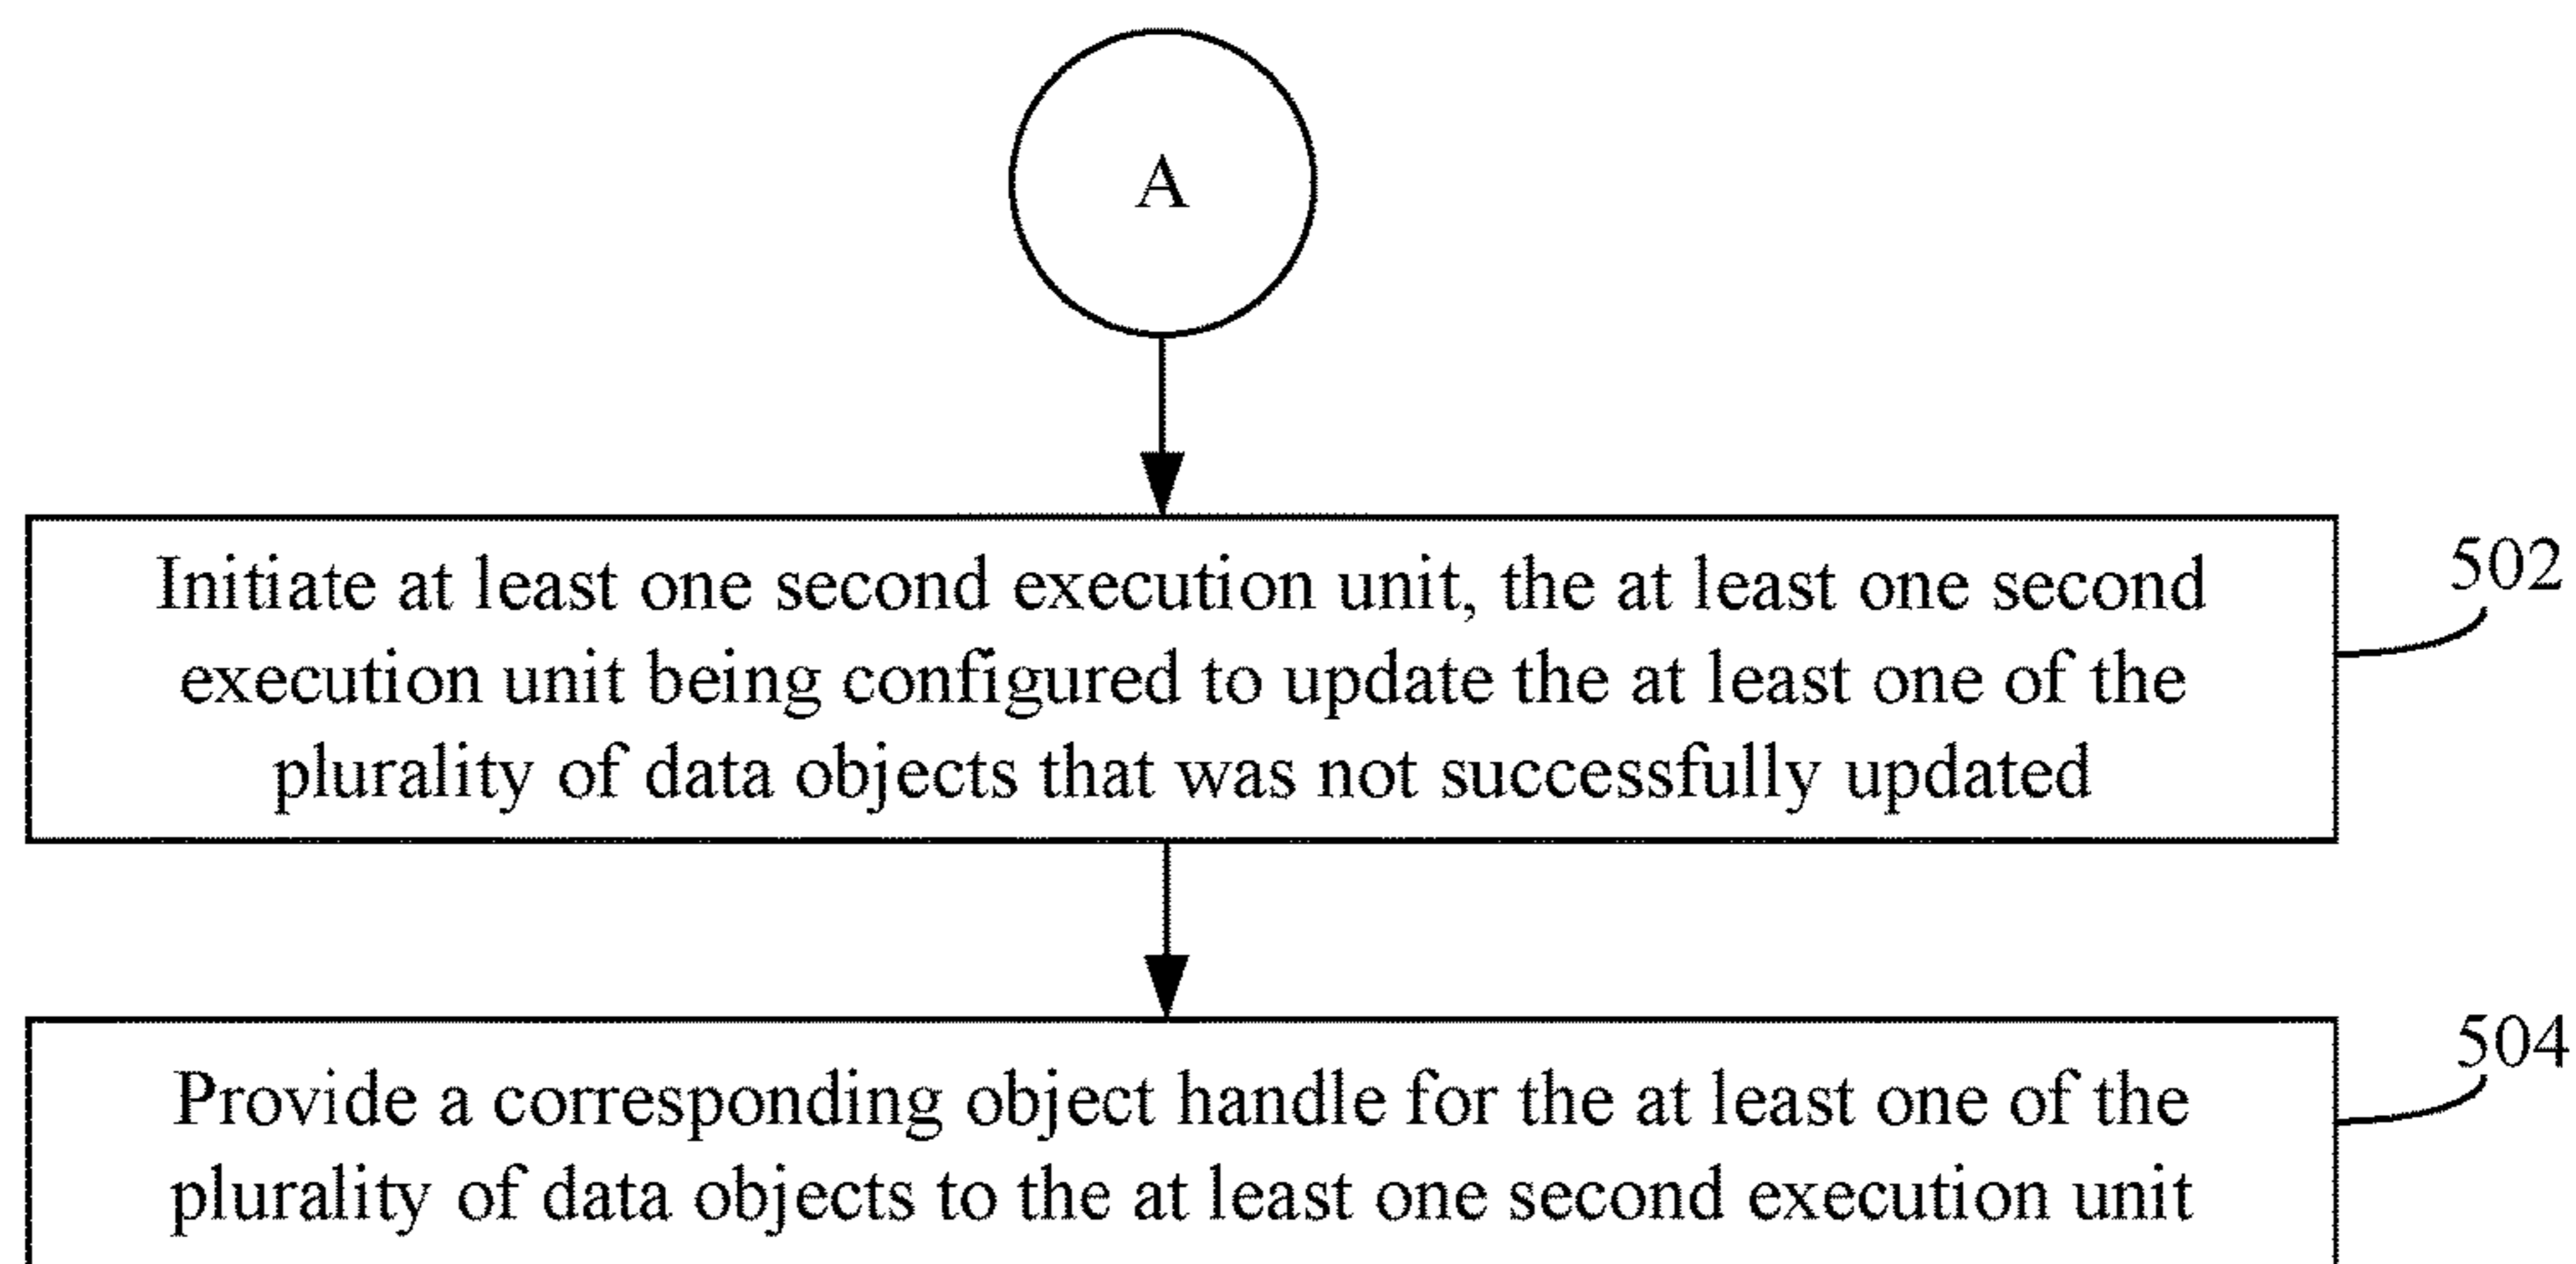 A
Initiate at least one second execution unit, the at least one second
execution unit being configured to update the at least one of the
plurality of data objects that was not successfully updated
502
Provide a corresponding object handle for the at least one of the
plurality of data objects to the at least one second execution unit
504